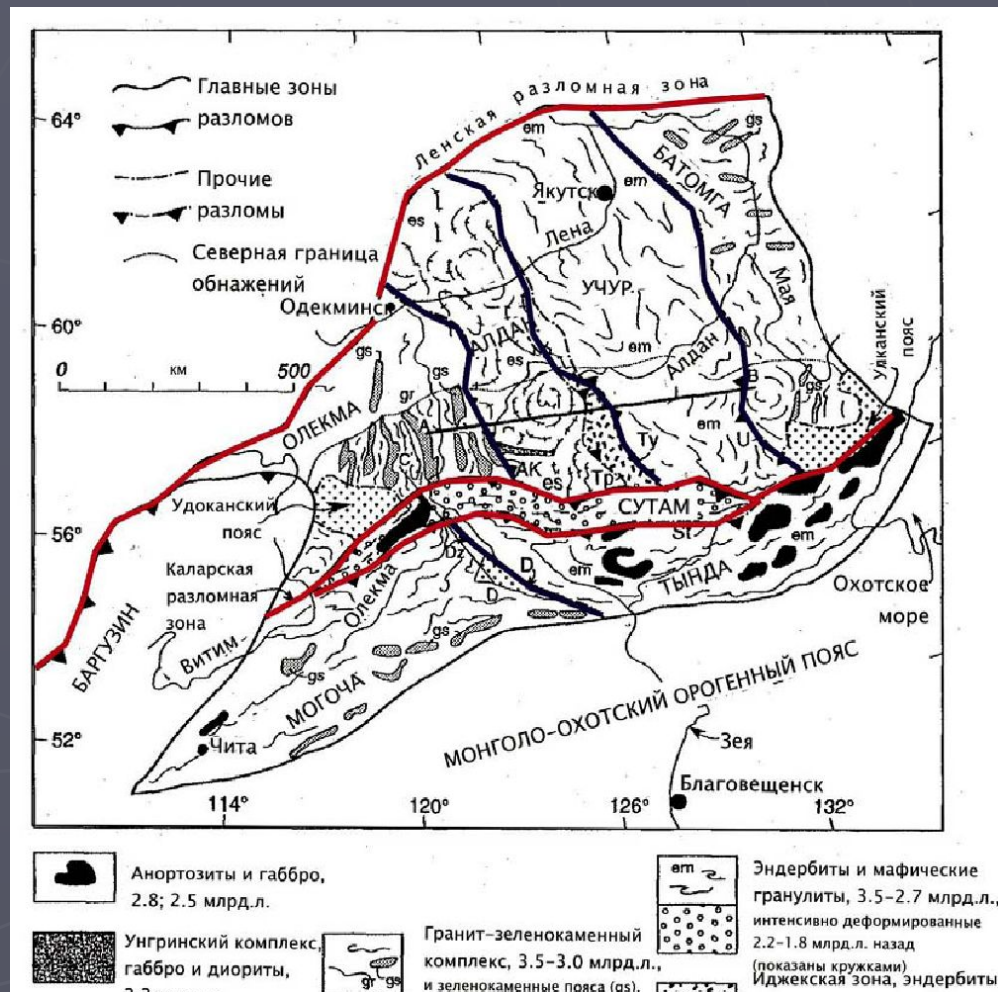 Главные зоны
разломов
Прочие
разломы
Северная граница
обнажений
64°
60°
56°
52°
0
км
500
114°
120°
126°
132°
Ленская разломная зона
em
gs
БАТОМГА
Якутск
em
es
Лена
УЧУР
Мая
Одекминск
АЛДАН
Улканский
пояс
gs
es
em
Алдан
gs
gs
gr
ОЛЕКМА
A
B
em
U
C
АК
es
Ту
Тр
СУТАМ
St
Удоканский
пояс
Каларская
разломная
зона
Олекма
Dz
D
D
em
em
ТЫНДА
Охотское
море
БАРГУЗИН
Витим
gs
gs
МОГОЧА
Чита
МОНГОЛО-ОХОТСКИЙ ОРОГЕННЫЙ ПОЯС
Зея
Благовещенск
Анортозиты и габбро,
2.8; 2.5 млрд.л.
Унгринский комплекс,
габбро и диориты,
gr gs
Гранит-зеленокаменный
комплекс, 3.5-3.0 млрд.л.,
и зеленокаменные пояса (gs),
em
Эндербиты и мафические
гранулиты, 3.5-2.7 млрд.л.,
интенсивно деформированные
2.2-1.8 млрд.л. назад
(показаны кружками)
Иджекская зона, эндербиты